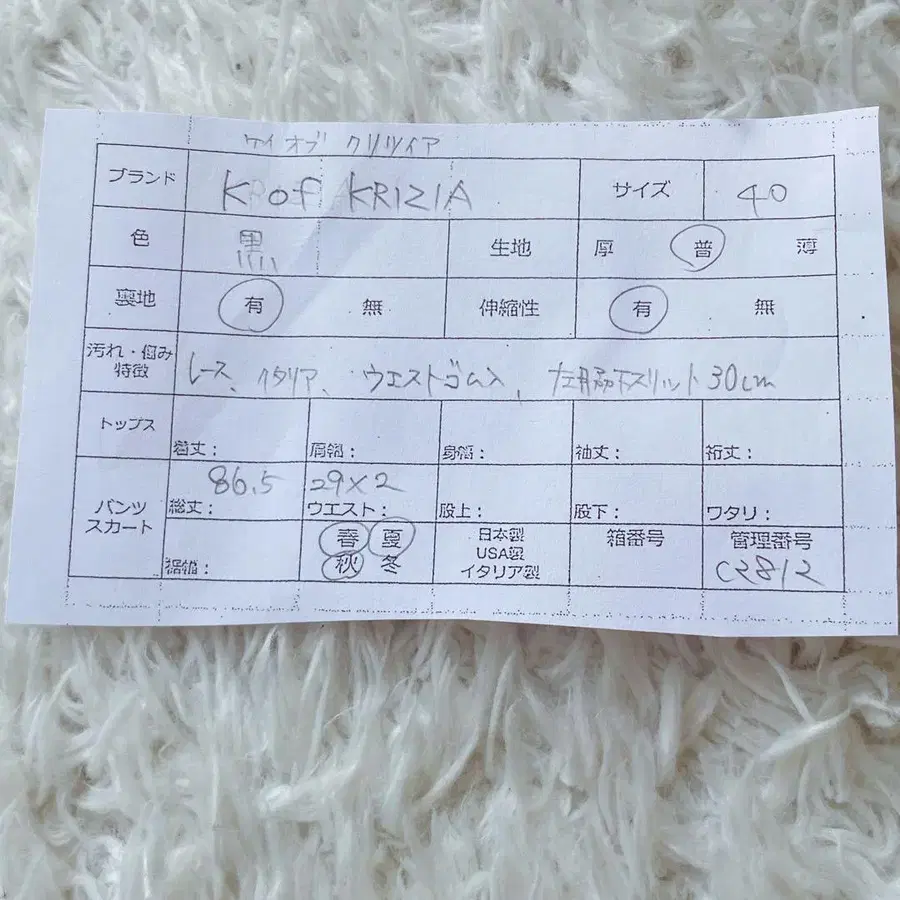 ケイ オブ クリツイア
ブランド K of KRIZIA サイズ 40
色 黒 生地 厚 普 薄
裏地 有 無 伸縮性 有 無
汚れ・傷み
特徴 レース、イタリア、ウエストゴム入、左脇下スリット30cm
トップス 着丈: 肩幅: 身幅: 袖丈: 裄丈:
パンツ
スカート 総丈: 86.5 ウエスト: 29×2 股上: 股下: ワタリ:
裾幅: 春 夏 秋 冬 日本製 USA製 イタリア製 箱番号 管理番号 C2812